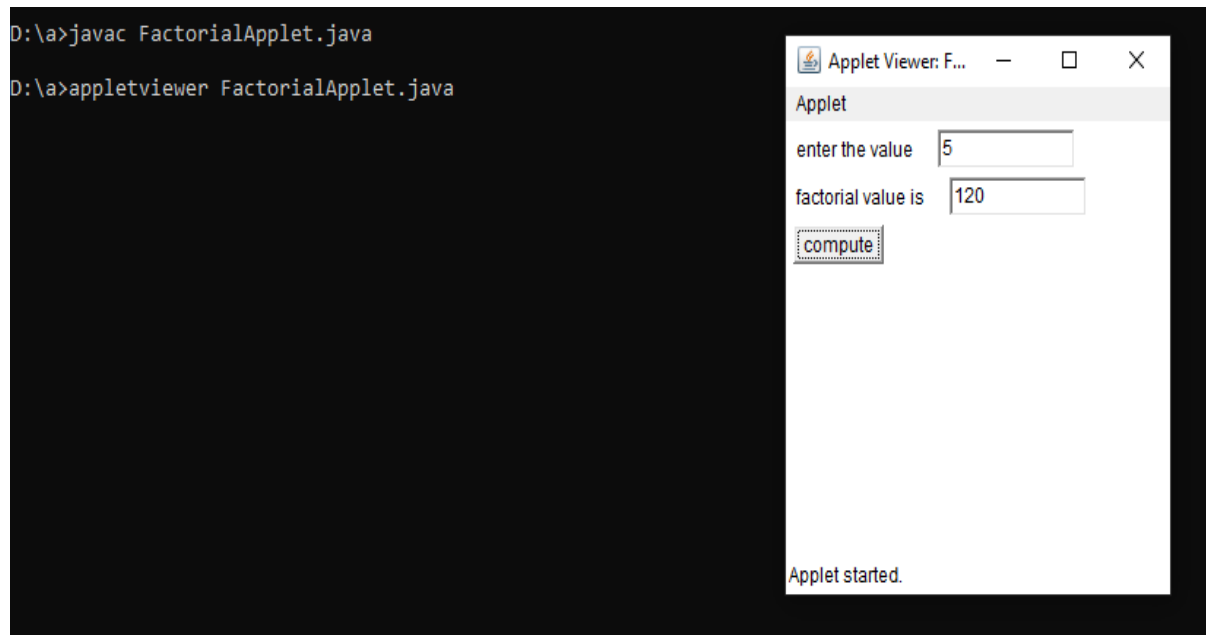 D:\a>javac FactorialApplet.java
D:\a>appletviewer FactorialApplet.java
Applet Viewer: F...
Applet
enter the value 5
factorial value is 120
compute
Applet started.